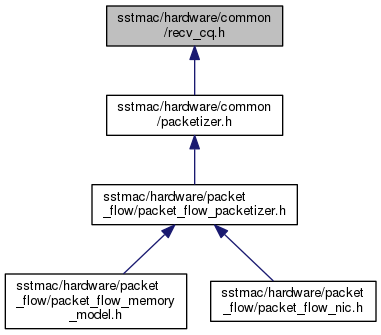 sstmac/hardware/common
/recv_cq.h
sstmac/hardware/common
/packetizer.h
sstmac/hardware/packet
_flow/packet_flow_packetizer.h
sstmac/hardware/packet
_flow/packet_flow_memory
_model.h
sstmac/hardware/packet
_flow/packet_flow_nic.h